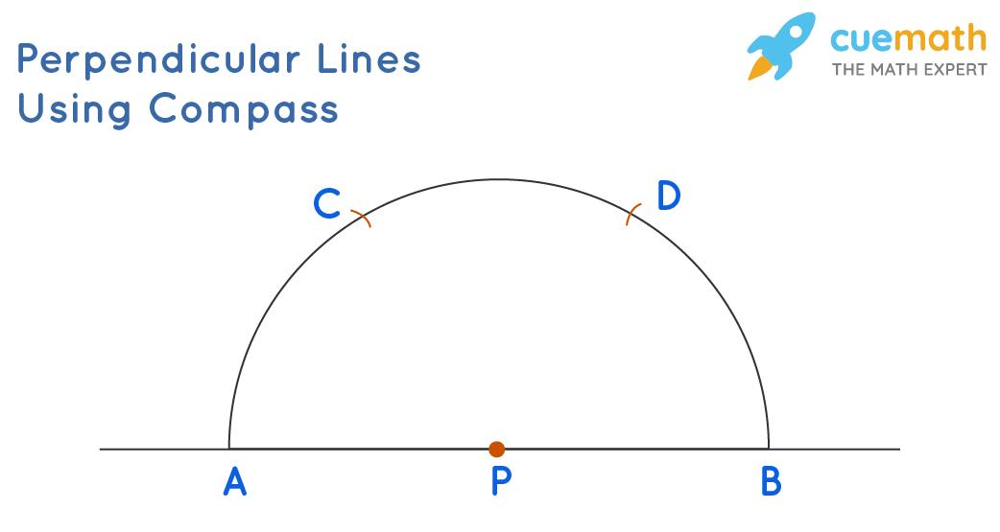 Perpendicular Lines
Using Compass
cuemath
THE MATH EXPERT
C
D
A
P
B